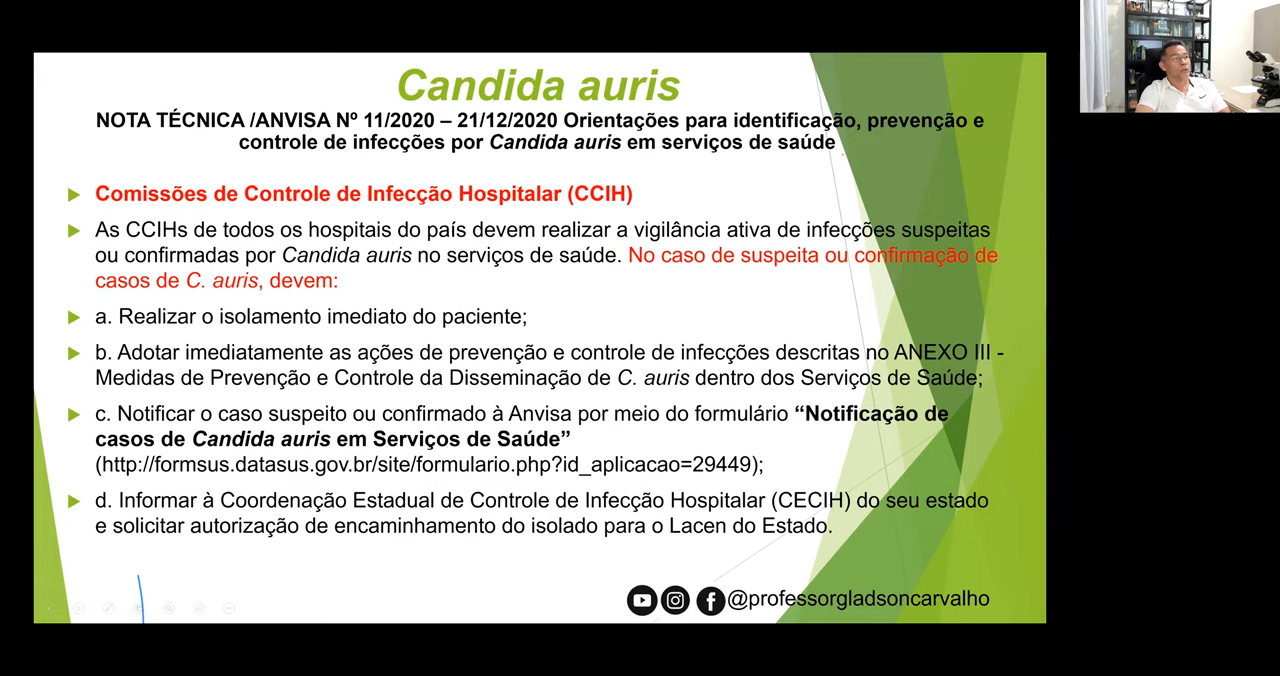 Candida auris
NOTA TÉCNICA /ANVISA Nº 11/2020 – 21/12/2020 Orientações para identificação, prevenção e
controle de infecções por Candida auris em serviços de saúde
Comissões de Controle de Infecção Hospitalar (CCIH)
As CCIHs de todos os hospitais do país devem realizar a vigilância ativa de infecções suspeitas
ou confirmadas por Candida auris no serviços de saúde. No caso de suspeita ou confirmação de
casos de C. auris, devem:
a. Realizar o isolamento imediato do paciente;
b. Adotar imediatamente as ações de prevenção e controle de infecções descritas no ANEXO III -
Medidas de Prevenção e Controle da Disseminação de C. auris dentro dos Serviços de Saúde;
c. Notificar o caso suspeito ou confirmado à Anvisa por meio do formulário “Notificação de
casos de Candida auris em Serviços de Saúde”
(http://formsus.datasus.gov.br/site/formulario.php?id_aplicacao=29449);
d. Informar à Coordenação Estadual de Controle de Infecção Hospitalar (CECIH) do seu estado
e solicitar autorização de encaminhamento do isolado para o Lacen do Estado.
@professorgladsoncarvalho